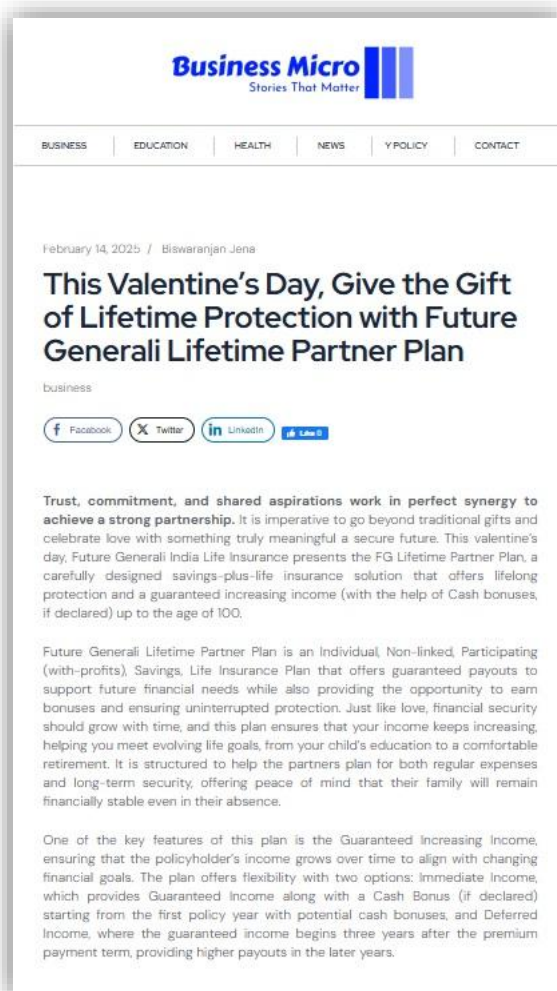 Business Micro
Stories That Matter
BUSINESS EDUCATION HEALTH NEWS Y POLICY CONTACT
February 14, 2025 / Biswaranjan Jena
This Valentine's Day, Give the Gift
of Lifetime Protection with Future
Generali Lifetime Partner Plan
business
Facebook Twitter LinkedIn Like 0
Trust, commitment, and shared aspirations work in perfect synergy to
achieve a strong partnership. It is imperative to go beyond traditional gifts and
celebrate love with something truly meaningful a secure future. This valentine's
day, Future Generali India Life Insurance presents the FG Lifetime Partner Plan, a
carefully designed savings-plus-life insurance solution that offers lifelong
protection and a guaranteed increasing income (with the help of Cash bonuses,
if declared) up to the age of 100.
Future Generali Lifetime Partner Plan is an Individual, Non-linked, Participating
(with-profits), Savings, Life Insurance Plan that offers guaranteed payouts to
support future financial needs while also providing the opportunity to earn
bonuses and ensuring uninterrupted protection. Just like love, financial security
should grow with time, and this plan ensures that your income keeps increasing,
helping you meet evolving life goals, from your child's education to a comfortable
retirement. It is structured to help the partners plan for both regular expenses
and long-term security, offering peace of mind that their family will remain
financially stable even in their absence.
One of the key features of this plan is the Guaranteed Increasing Income,
ensuring that the policyholder's income grows over time to align with changing
financial goals. The plan offers flexibility with two options: Immediate Income,
which provides Guaranteed Income along with a Cash Bonus (if declared)
starting from the first policy year with potential cash bonuses, and Deferred
Income, where the guaranteed income begins three years after the premium
payment term, providing higher payouts in the later years.